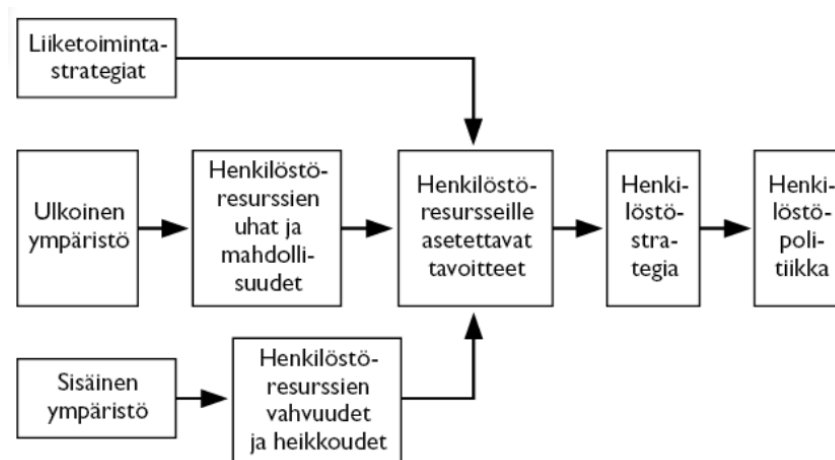 Liiketoiminta-
strategiat
Ulkoinen
ympäristö
Henkilöstö-
resurssien
uhat ja
mahdolli-
suudet
Henkilöstö-
resursseille
asetettavat
tavoitteet
Henki-
löstö-
stra-
tegia
Henki-
löstö-
poli-
tiikka
Sisäinen
ympäristö
Henkilöstö-
resurssien
vahvuudet
ja heikkoudet